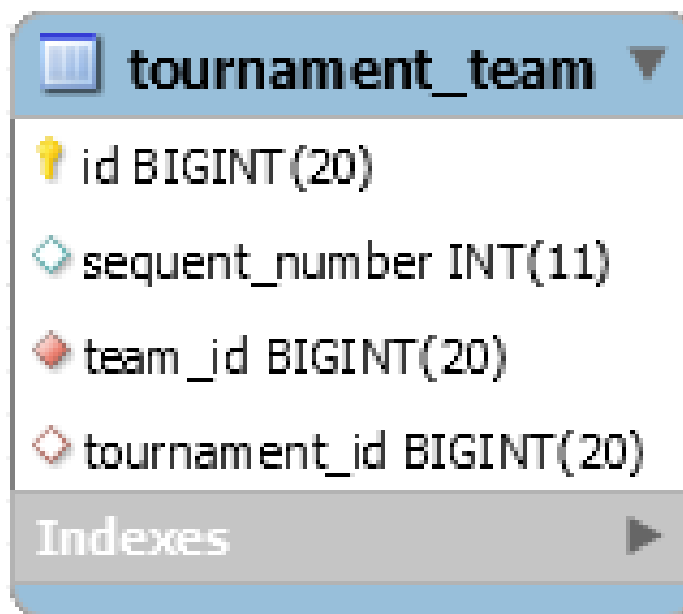 tournament_team
id BIGINT(20)
sequent_number INT(11)
team_id BIGINT(20)
tournament_id BIGINT(20)
Indexes